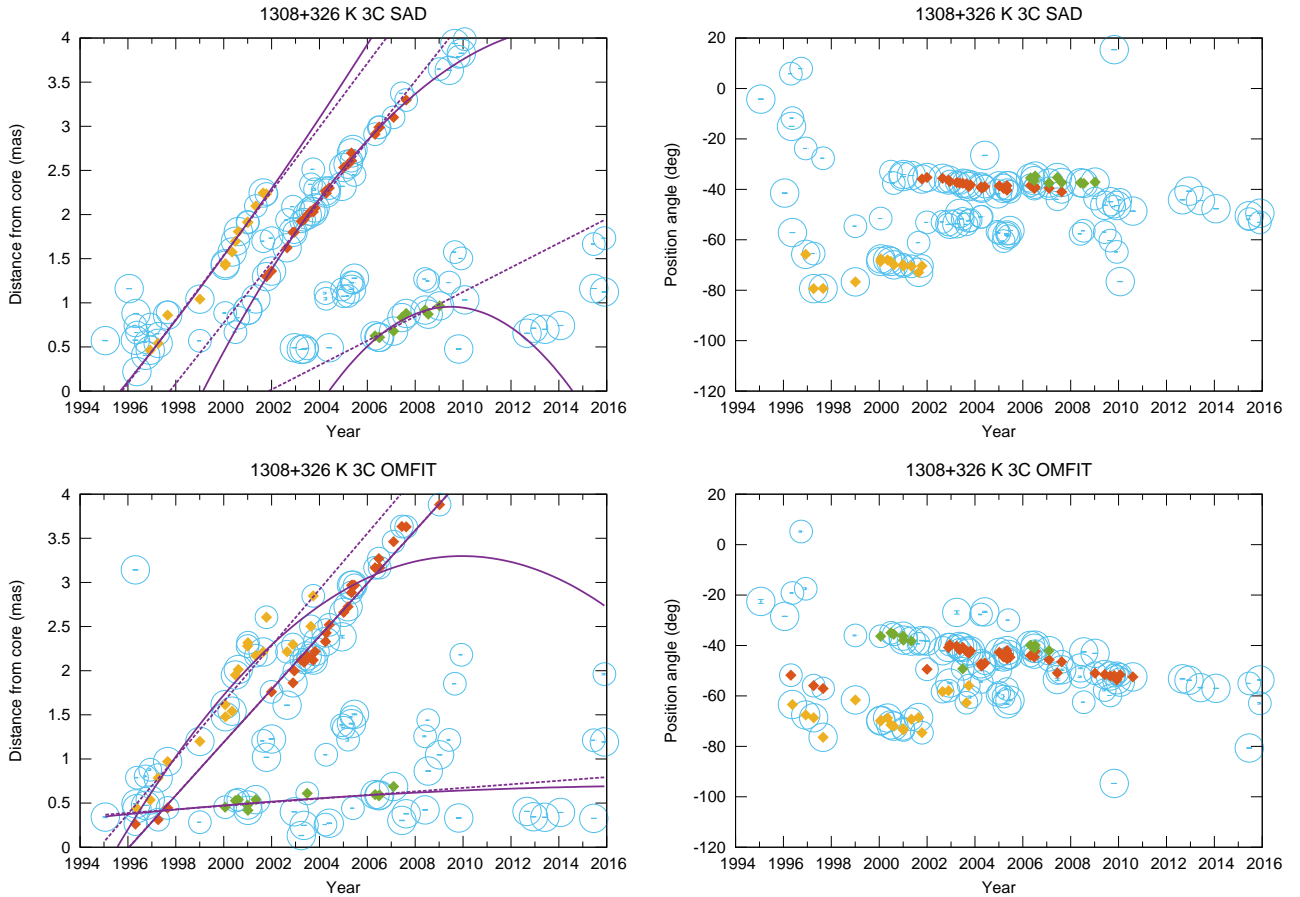 1308+326 K 3C SAD
Distance from core (mas)
4
3.5
3
2.5
2
1.5
1
0.5
0
1994 1996 1998 2000 2002 2004 2006 2008 2010 2012 2014 2016
Year
1308+326 K 3C SAD
Position angle (deg)
20
0
-20
-40
-60
-80
-100
-120
1994 1996 1998 2000 2002 2004 2006 2008 2010 2012 2014 2016
Year
1308+326 K 3C OMFIT
Distance from core (mas)
4
3.5
3
2.5
2
1.5
1
0.5
0
1994 1996 1998 2000 2002 2004 2006 2008 2010 2012 2014 2016
Year
1308+326 K 3C OMFIT
Position angle (deg)
20
0
-20
-40
-60
-80
-100
-120
1994 1996 1998 2000 2002 2004 2006 2008 2010 2012 2014 2016
Year